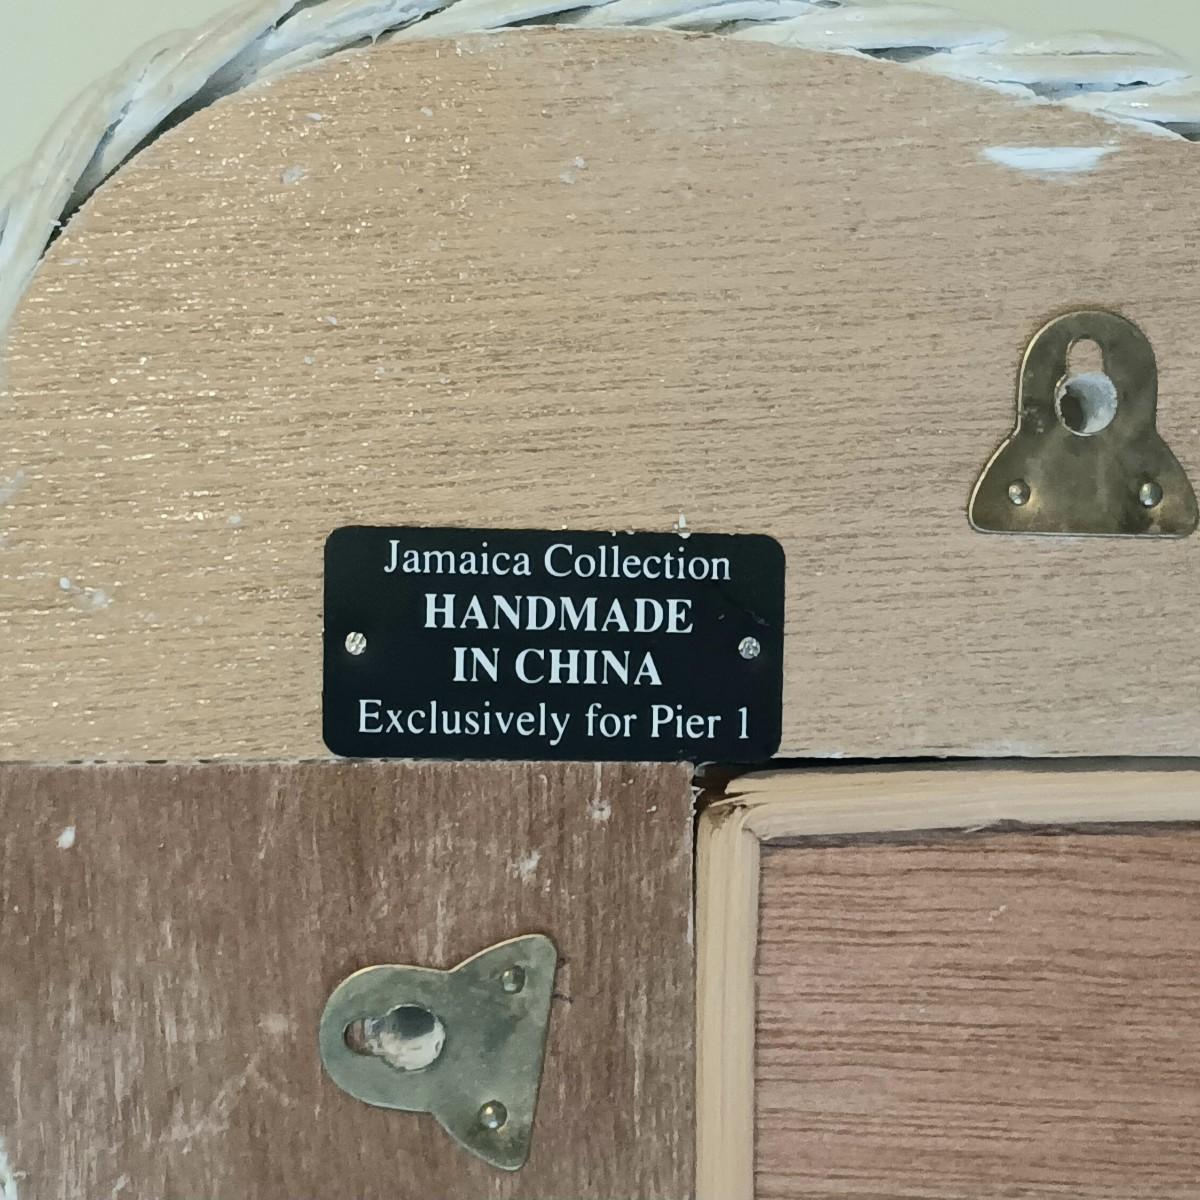 Jamaica Collection
HANDMADE
IN CHINA
Exclusively for Pier 1